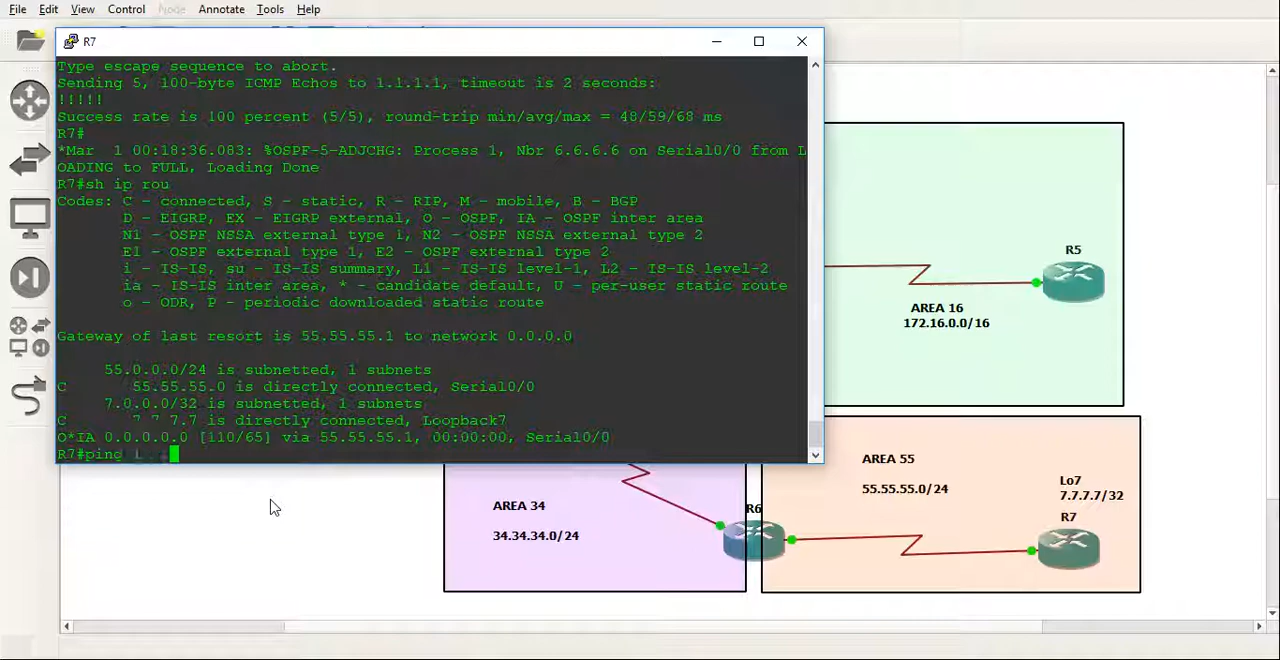 File Edit View Control Node Annotate Tools Help
R7
Type escape sequence to abort.
Sending 5, 100-byte ICMP Echos to 1.1.1.1, timeout is 2 seconds:
!!!!!
Success rate is 100 percent (5/5), round-trip min/avg/max = 48/59/68 ms
R7#
*Mar  1 00:18:36.083: %OSPF-5-ADJCHG: Process 1, Nbr 6.6.6.6 on Serial0/0 from L
OADING to FULL, Loading Done
R7#sh ip rou
Codes: C - connected, S - static, R - RIP, M - mobile, B - BGP
D - EIGRP, EX - EIGRP external, O - OSPF, IA - OSPF inter area
N1 - OSPF NSSA external type 1, N2 - OSPF NSSA external type 2
E1 - OSPF external type 1, E2 - OSPF external type 2
i - IS-IS, su - IS-IS summary, L1 - IS-IS level-1, L2 - IS-IS level-2
ia - IS-IS inter area, * - candidate default, U - per-user static route
o - ODR, P - periodic downloaded static route
Gateway of last resort is 55.55.55.1 to network 0.0.0.0
55.0.0.0/24 is subnetted, 1 subnets
C 55.55.55.0 is directly connected, Serial0/0
7.0.0.0/32 is subnetted, 1 subnets
C 7.7.7.7 is directly connected, Loopback7
O*IA 0.0.0.0/0 [110/65] via 55.55.55.1, 00:00:00, Serial0/0
R7#ping
R5
AREA 16
172.16.0.0/16
AREA 34
34.34.34.0/24
R6
AREA 55
55.55.55.0/24
Lo7
7.7.7.7/32
R7